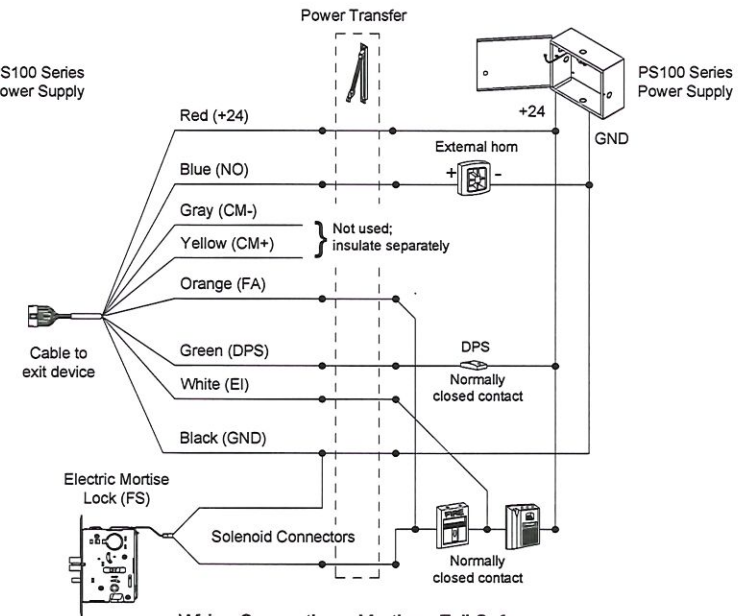 Power Transfer
S100 Series
ower Supply
PS100 Series
Power Supply
+24
GND
Red (+24)
External horn
+ -
Blue (NO)
Gray (CM-)
Not used;
insulate separately
Yellow (CM+)
Orange (FA)
Cable to
exit device
Green (DPS)
DPS
Normally
closed contact
White (EI)
Black (GND)
Electric Mortise
Lock (FS)
Solenoid Connectors
Normally
closed contact